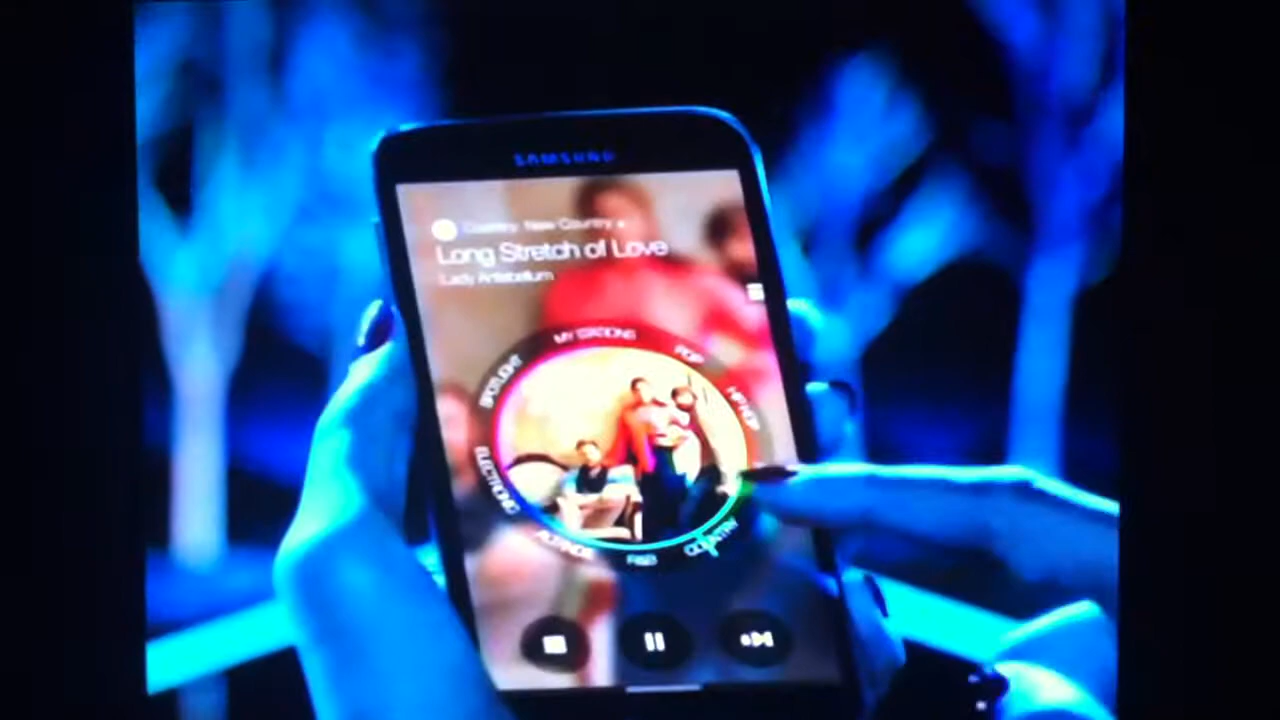 SAMSUNG
Country: New Country
Long Stretch of Love
Lady Antebellum
MY STATIONS
POP
HIP HOP
COUNTRY
R&B
ELECTRONIC
SPOTLIGHT